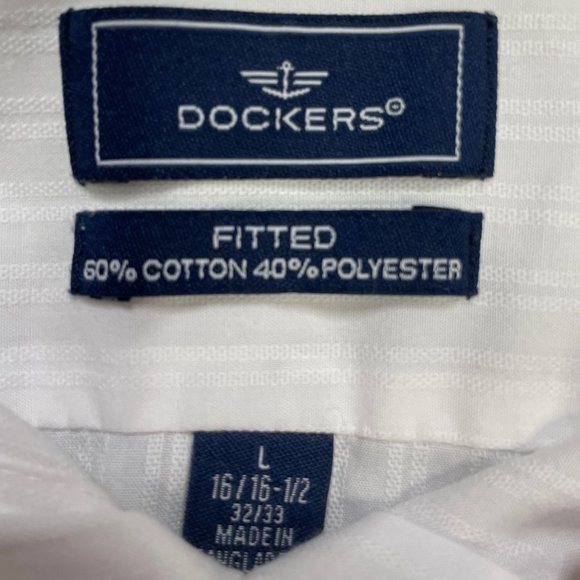 DOCKERS®
FITTED
60% COTTON 40% POLYESTER
L
16/16-1/2
32/33
MADE IN